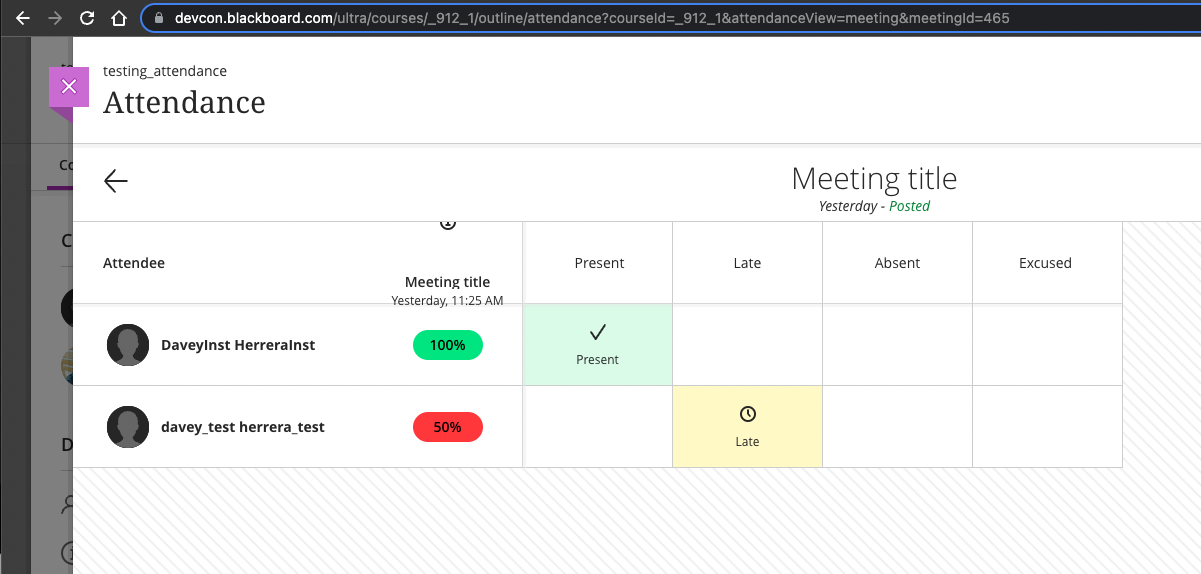 devcon.blackboard.com/ultra/courses/_912_1/outline/attendance?courseId=_912_1&attendanceView=meeting&meetingId=465
testing_attendance
Attendance
Meeting title
Yesterday - Posted
Attendee
Meeting title
Yesterday, 11:25 AM
Present
Late
Absent
Excused
DaveyInst HerreraInst
100%
Present
davey_test herrera_test
50%
Late